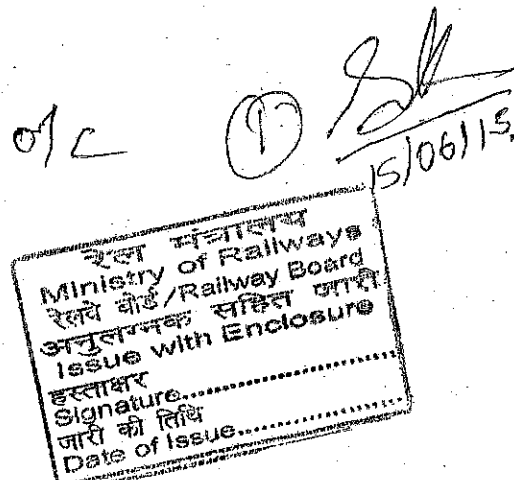 o/c
15/06/15
रेल मंत्रालय
Ministry of Railways
रेलवे बोर्ड/Railway Board
अनुलग्नक सहित जारी
Issue with Enclosure
हस्ताक्षर
Signature..........................
जारी की तिथि
Date of Issue....................